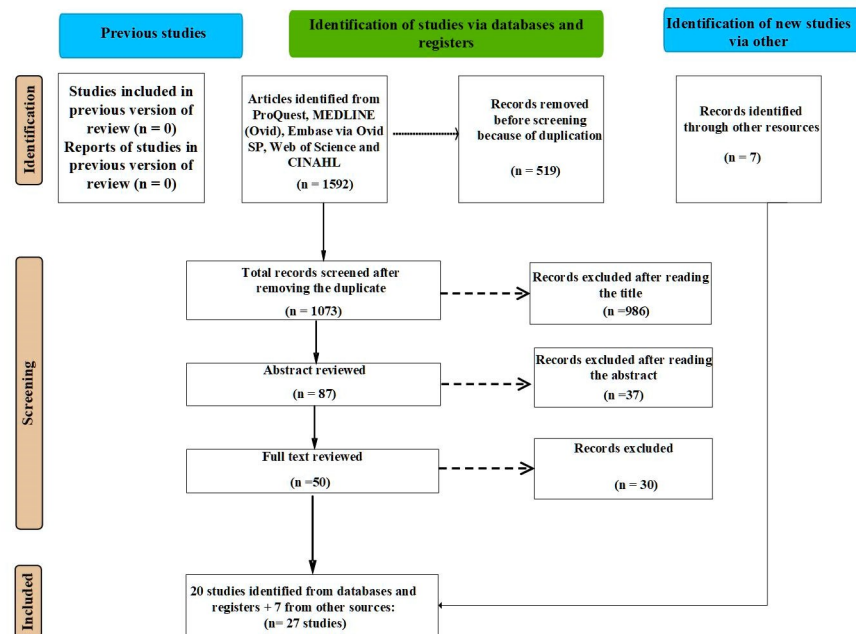 Previous studies
Identification of studies via databases and
registers
Identification of new studies
via other
Identification
Studies included in
previous version of
review (n = 0)
Reports of studies in
previous version of
review (n = 0)
Articles identified from
ProQuest, MEDLINE
(Ovid), Embase via Ovid
SP, Web of Science and
CINAHL
(n = 1592)
Records removed
before screening
because of duplication
(n = 519)
Records identified
through other resources
(n = 7)
Screening
Total records screened after
removing the duplicate
(n = 1073)
Records excluded after reading
the title
(n =986)
Abstract reviewed
(n = 87)
Records excluded after reading
the abstract
(n =37)
Full text reviewed
(n =50)
Records excluded
(n = 30)
Included
20 studies identified from databases and
registers + 7 from other sources:
(n= 27 studies)